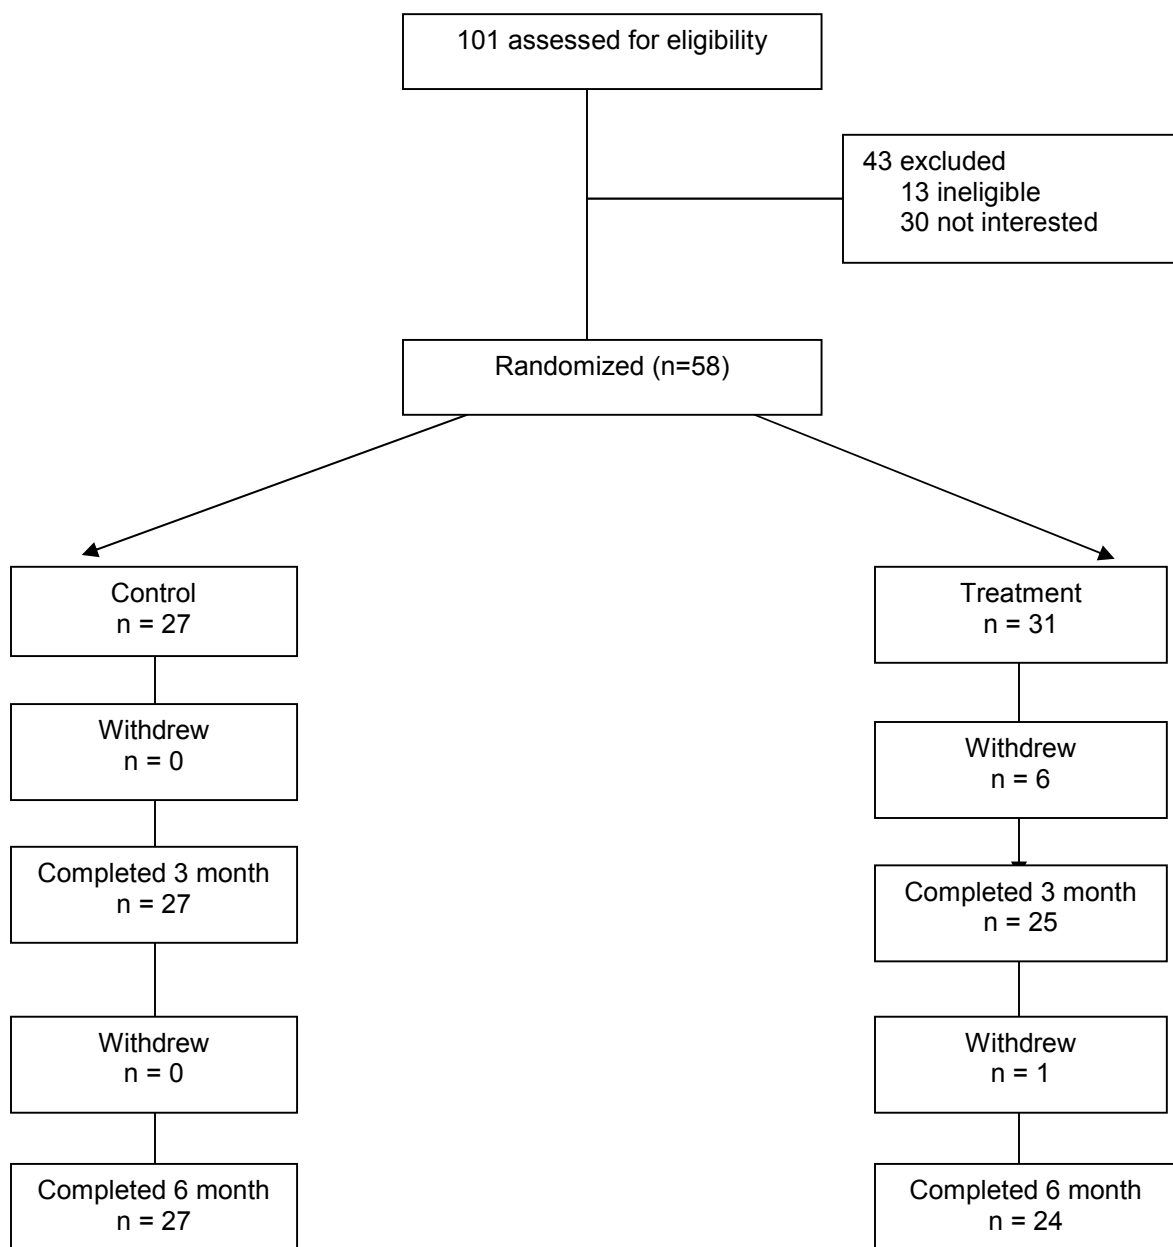 101 assessed for eligibility
43 excluded
13 ineligible
30 not interested
Randomized (n=58)
Control
n = 27
Withdrew
n = 0
Completed 3 month
n = 27
Withdrew
n = 0
Completed 6 month
n = 27
Treatment
n = 31
Withdrew
n = 6
Completed 3 month
n = 25
Withdrew
n = 1
Completed 6 month
n = 24